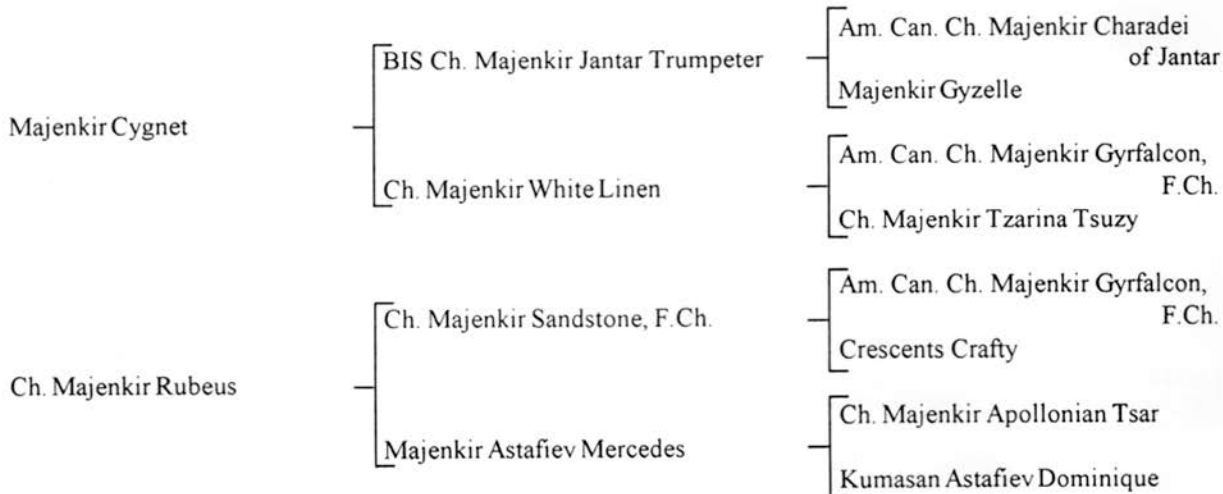 Am. Can. Ch. Majenkir Charadei
of Jantar
BIS Ch. Majenkir Jantar Trumpeter
Majenkir Gyzelle
Majenkir Cygnet
Am. Can. Ch. Majenkir Gyrfalcon,
F.Ch.
Ch. Majenkir White Linen
Ch. Majenkir Tzarina Tsuzy
Am. Can. Ch. Majenkir Gyrfalcon,
F.Ch.
Ch. Majenkir Sandstone, F.Ch.
Crescents Crafty
Ch. Majenkir Rubeus
Ch. Majenkir Apollonian Tsar
Majenkir Astafiev Mercedes
Kumasan Astafiev Dominique